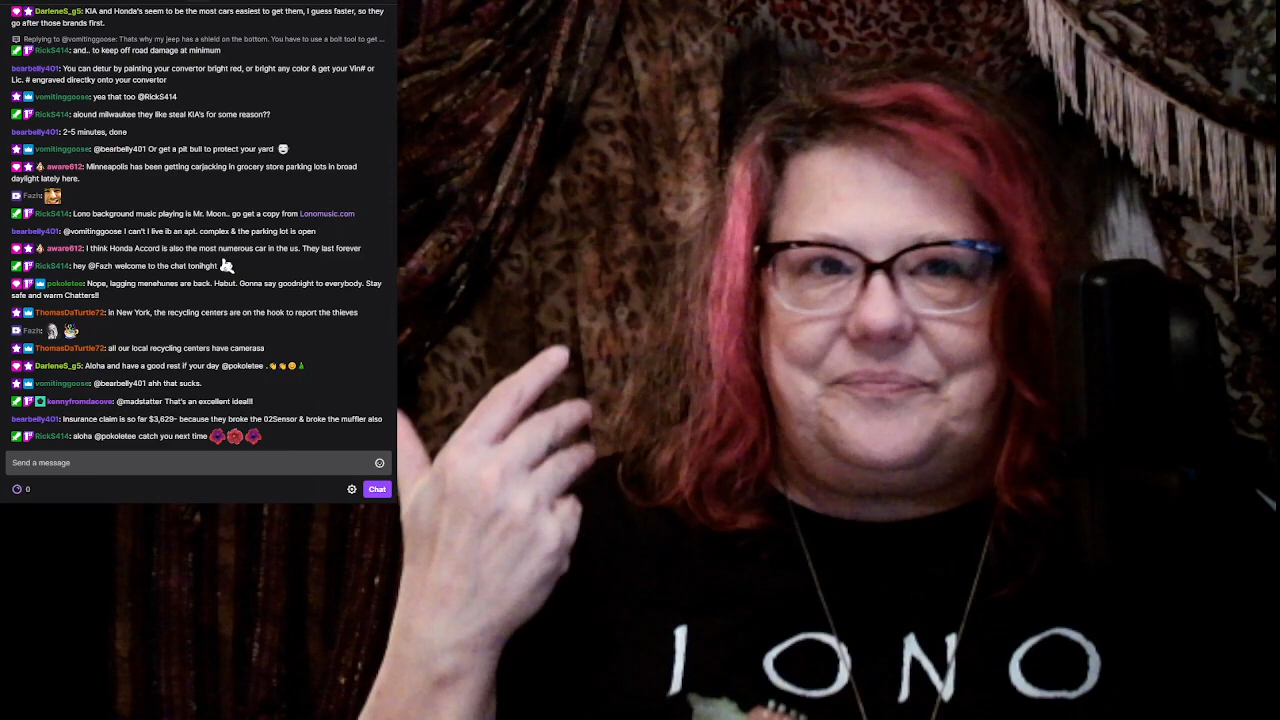 DarleneS_g5: KIA and Honda's seem to be the most cars easiest to get them, I guess faster, so they
go after those brands first.
Replying to @vomitinggoose: Thats why my jeep has a shield on the bottom. You have to use a bolt tool to get ...
RickS414: and.. to keep off road damage at minimum
bearbelly401: You can detur by painting your convertor bright red, or bright any color & get your Vin# or
Lic. # engraved directky onto your convertor
vomitinggoose: yea that too @RickS414
RickS414: alound milwaukee they like steal KIA's for some reason??
bearbelly401: 2-5 minutes, done
vomitinggoose: @bearbelly401 Or get a pit bull to protect your yard
aware612: Minneapolis has been getting carjacking in grocery store parking lots in broad
daylight lately here.
Fazh:
RickS414: Lono background music playing is Mr. Moon.. go get a copy from Lonomusic.com
bearbelly401: @vomitinggoose I can't I live ib an apt. complex & the parking lot is open
aware612: I think Honda Accord is also the most numerous car in the us. They last forever
RickS414: hey @Fazh welcome to the chat tonihght
pokoletee: Nope, lagging menehunes are back. Habut. Gonna say goodnight to everybody. Stay
safe and warm Chatters!!
ThomasDaTurtle72: in New York, the recycling centers are on the hook to report the thieves
Fazh:
ThomasDaTurtle72: all our local recycling centers have camerasa
DarleneS_g5: Aloha and have a good rest if your day @pokoletee .
vomitinggoose: @bearbelly401 ahh that sucks.
kennyfromdacove: @madstatter That's an excellent idea!!!
bearbelly401: Insurance claim is so far $3,629- because they broke the 02Sensor & broke the muffler also
RickS414: aloha @pokoletee catch you next time
Send a message
0
Chat
LONO